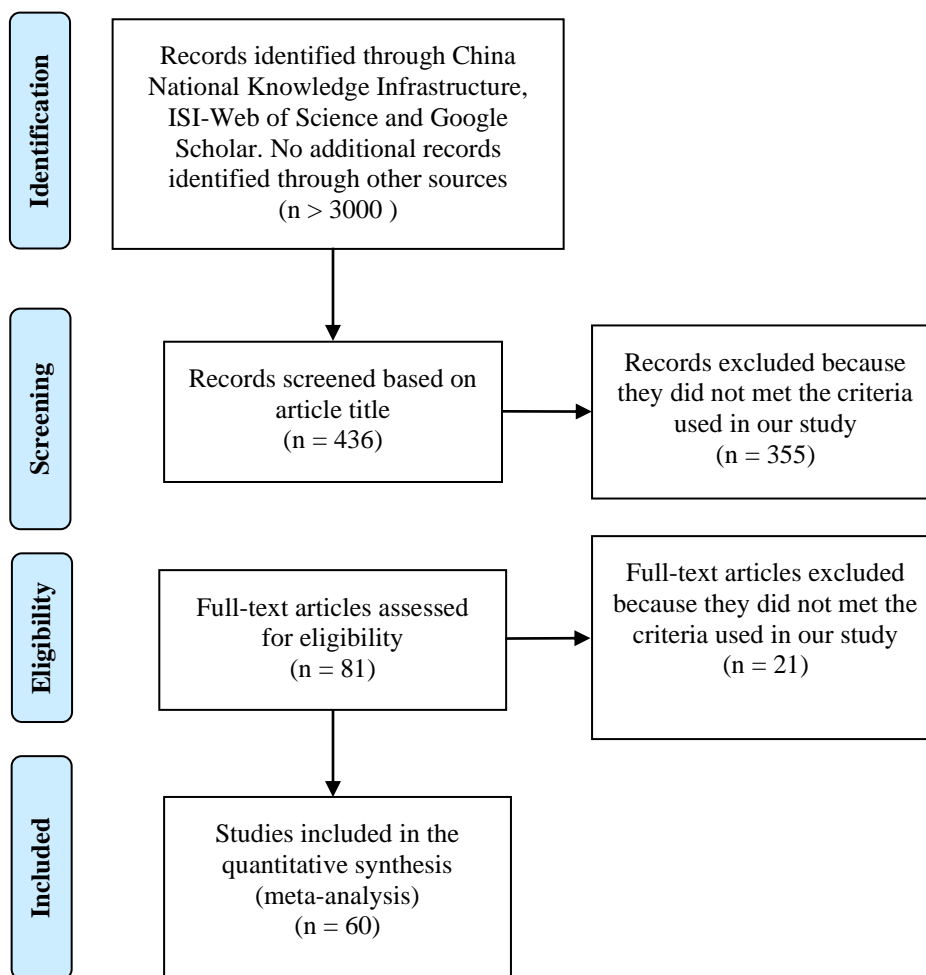 Identification
Records identified through China
National Knowledge Infrastructure,
ISI-Web of Science and Google
Scholar. No additional records
identified through other sources
(n > 3000 )
Screening
Records screened based on
article title
(n = 436)
Records excluded because
they did not met the criteria
used in our study
(n = 355)
Eligibility
Full-text articles assessed
for eligibility
(n = 81)
Full-text articles excluded
because they did not met the
criteria used in our study
(n = 21)
Included
Studies included in the
quantitative synthesis
(meta-analysis)
(n = 60)